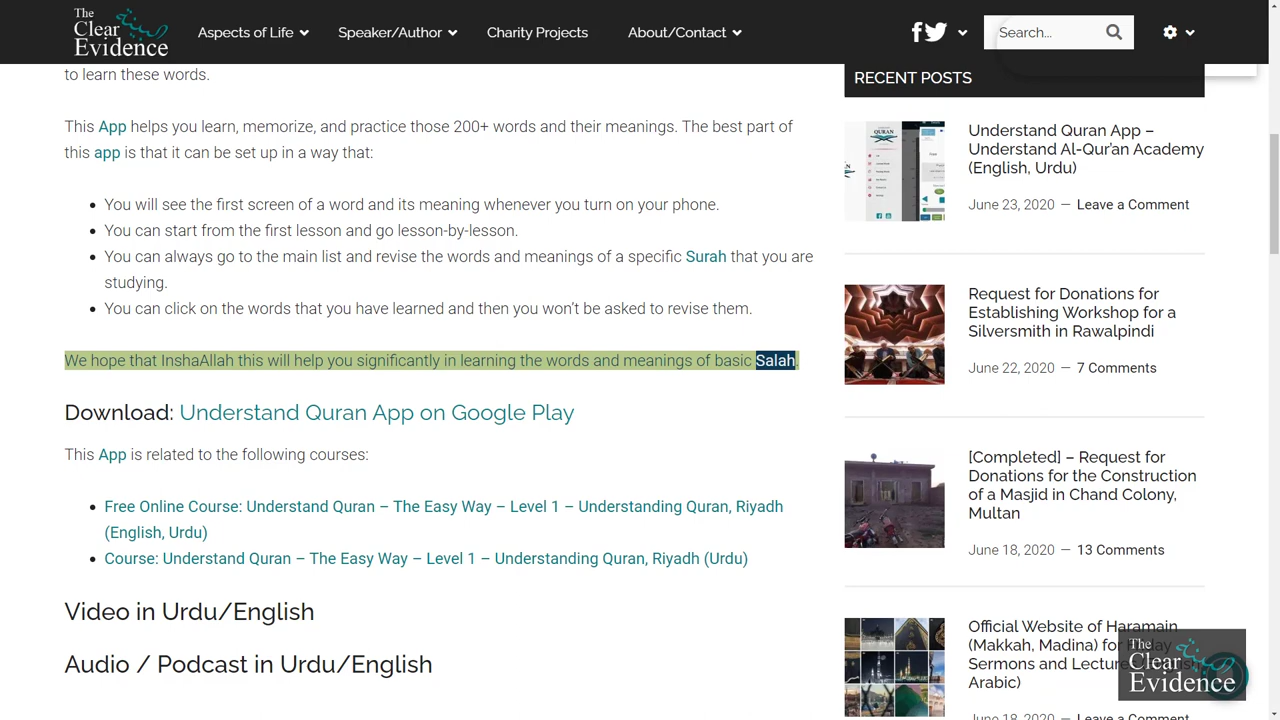 The
Clear
Evidence
Aspects of Life
Speaker/Author
Charity Projects
About/Contact
Search...
to learn these words.
This App helps you learn, memorize, and practice those 200+ words and their meanings. The best part of
this app is that it can be set up in a way that:
You will see the first screen of a word and its meaning whenever you turn on your phone.
You can start from the first lesson and go lesson-by-lesson.
You can always go to the main list and revise the words and meanings of a specific Surah that you are
studying.
You can click on the words that you have learned and then you won't be asked to revise them.
We hope that InshaAllah this will help you significantly in learning the words and meanings of basic Salah.
Download: Understand Quran App on Google Play
This App is related to the following courses:
Free Online Course: Understand Quran – The Easy Way – Level 1 – Understanding Quran, Riyadh
(English, Urdu)
Course: Understand Quran – The Easy Way – Level 1 – Understanding Quran, Riyadh (Urdu)
Video in Urdu/English
Audio / Podcast in Urdu/English
RECENT POSTS
QURAN
Understand Quran App –
Understand Al-Qur'an Academy
(English, Urdu)
June 23, 2020 — Leave a Comment
Request for Donations for
Establishing Workshop for a
Silversmith in Rawalpindi
June 22, 2020 — 7 Comments
[Completed] – Request for
Donations for the Construction
of a Masjid in Chand Colony,
Multan
June 18, 2020 — 13 Comments
Official Website of Haramain
(Makkah, Madina) for
Sermons and Lectures
Arabic)
June 18, 2020 — Leave a Comment
The
Clear
Evidence